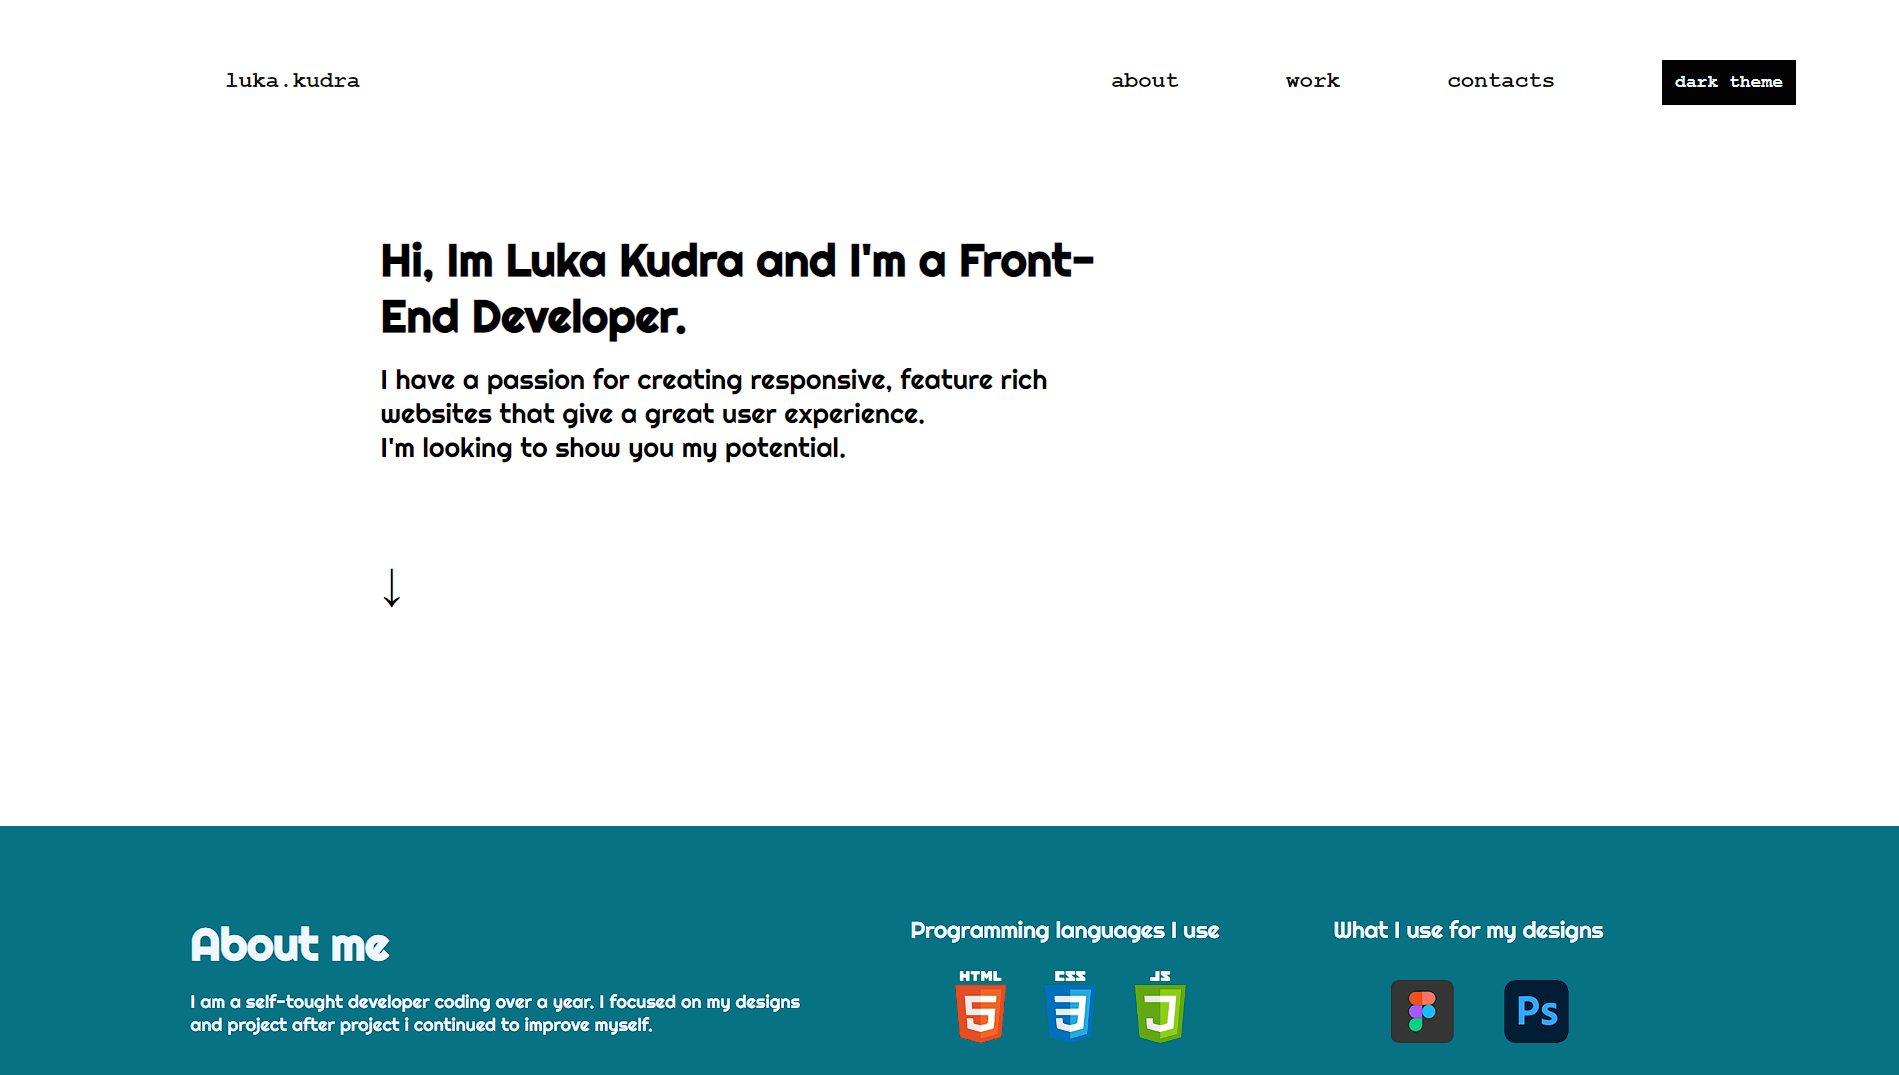 luka.kudra
about
work
contacts
dark theme
Hi, Im Luka Kudra and I'm a Front-
End Developer.
I have a passion for creating responsive, feature rich
websites that give a great user experience.
I'm looking to show you my potential.
↓
About me
I am a self-tought developer coding over a year. I focused on my designs
and project after project i continued to improve myself.
Programming languages I use
HTML
5
CSS
3
JS
J
What I use for my designs
Ps